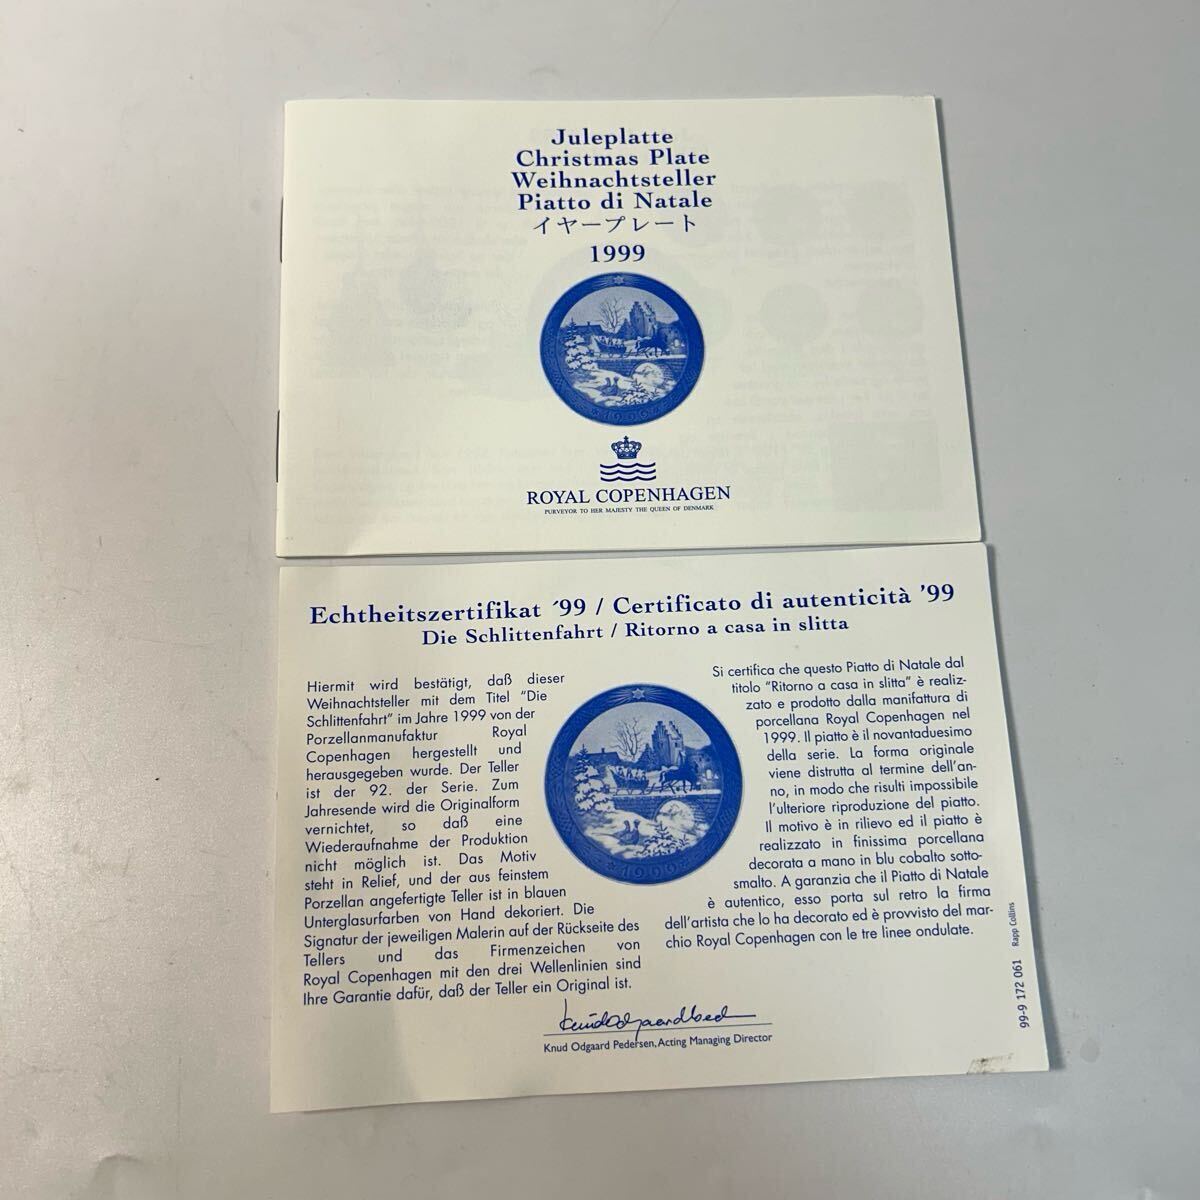 Juleplatte
Christmas Plate
Weihnachtsteller
Piatto di Natale
イヤープレート
1999
1999
ROYAL COPENHAGEN
PURVEYOR TO HER MAJESTY THE QUEEN OF DENMARK
Echtheitszertifikat ´99 / Certificato di autenticità ’99
Die Schlittenfahrt / Ritorno a casa in slitta
Hiermit wird bestätigt, daß dieser
Weihnachtsteller mit dem Titel “Die
Schlittenfahrt” im Jahre 1999 von der
Porzellanmanufaktur Royal
Copenhagen hergestellt und
herausgegeben wurde. Der Teller
ist der 92. der Serie. Zum
Jahresende wird die Originalform
vernichtet, so daß eine
Wiederaufnahme der Produktion
nicht möglich ist. Das Motiv
steht in Relief, und der aus feinstem
Porzellan angefertigte Teller ist in blauen
Unterglasurfarben von Hand dekoriert. Die
Signatur der jeweiligen Malerin auf der Rückseite des
Tellers und das Firmenzeichen von
Royal Copenhagen mit den drei Wellenlinien sind
Ihre Garantie dafür, daß der Teller ein Original ist.
1999
Si certifica che questo Piatto di Natale dal
titolo “Ritorno a casa in slitta” è realiz-
zato e prodotto dalla manifattura di
porcellana Royal Copenhagen nel
1999. Il piatto è il novantaduesimo
della serie. La forma originale
viene distrutta al termine dell’an-
no, in modo che risulti impossibile
l’ulteriore riproduzione del piatto.
Il motivo è in rilievo ed il piatto è
realizzato in finissima porcellana
decorata a mano in blu cobalto sotto-
smalto. A garanzia che il Piatto di Natale
è autentico, esso porta sul retro la firma
dell’artista che lo ha decorato ed è provvisto del mar-
chio Royal Copenhagen con le tre linee ondulate.
Knud Odgaard Pedersen, Acting Managing Director
99-9 172 061 Rapp Collins